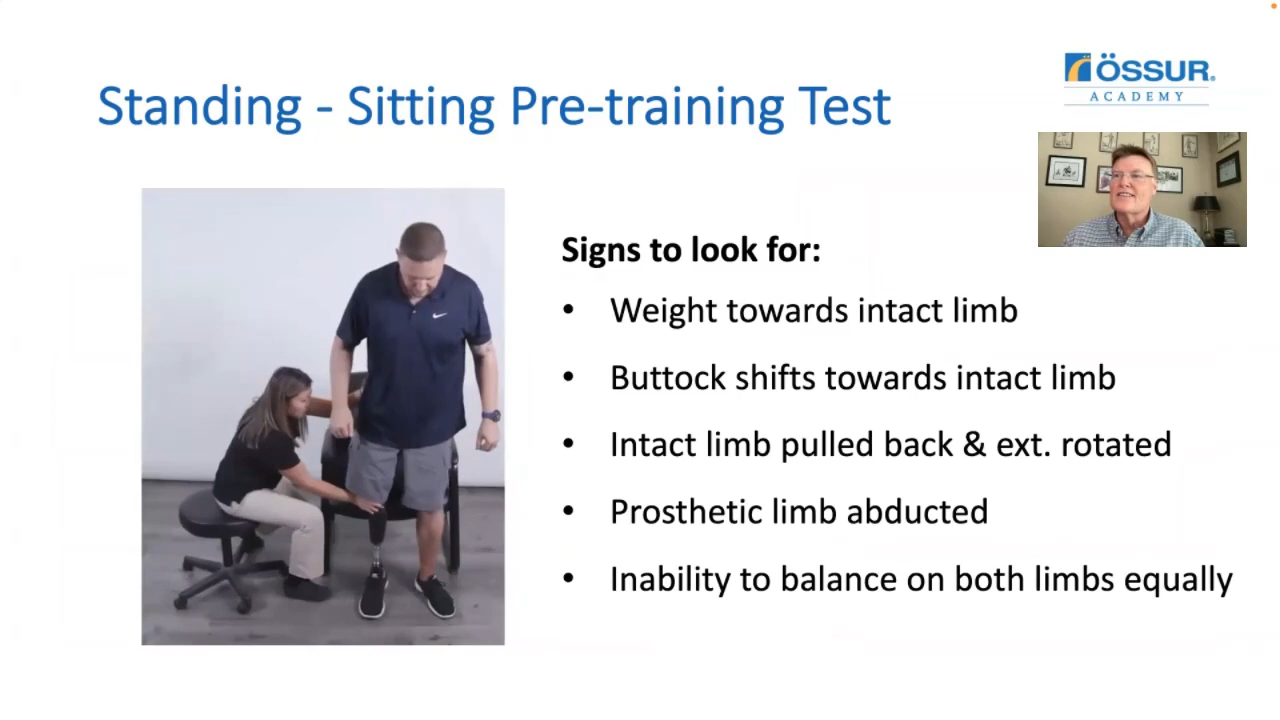 Standing - Sitting Pre-training Test
ÖSSUR®
ACADEMY
Signs to look for:
• Weight towards intact limb
• Buttock shifts towards intact limb
• Intact limb pulled back & ext. rotated
• Prosthetic limb abducted
• Inability to balance on both limbs equally